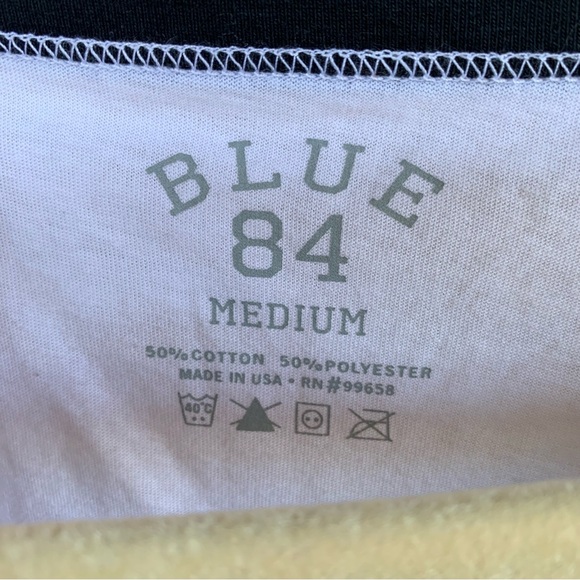 BLUE
84
MEDIUM
50% COTTON 50% POLYESTER
MADE IN USA • RN#99658
40°C